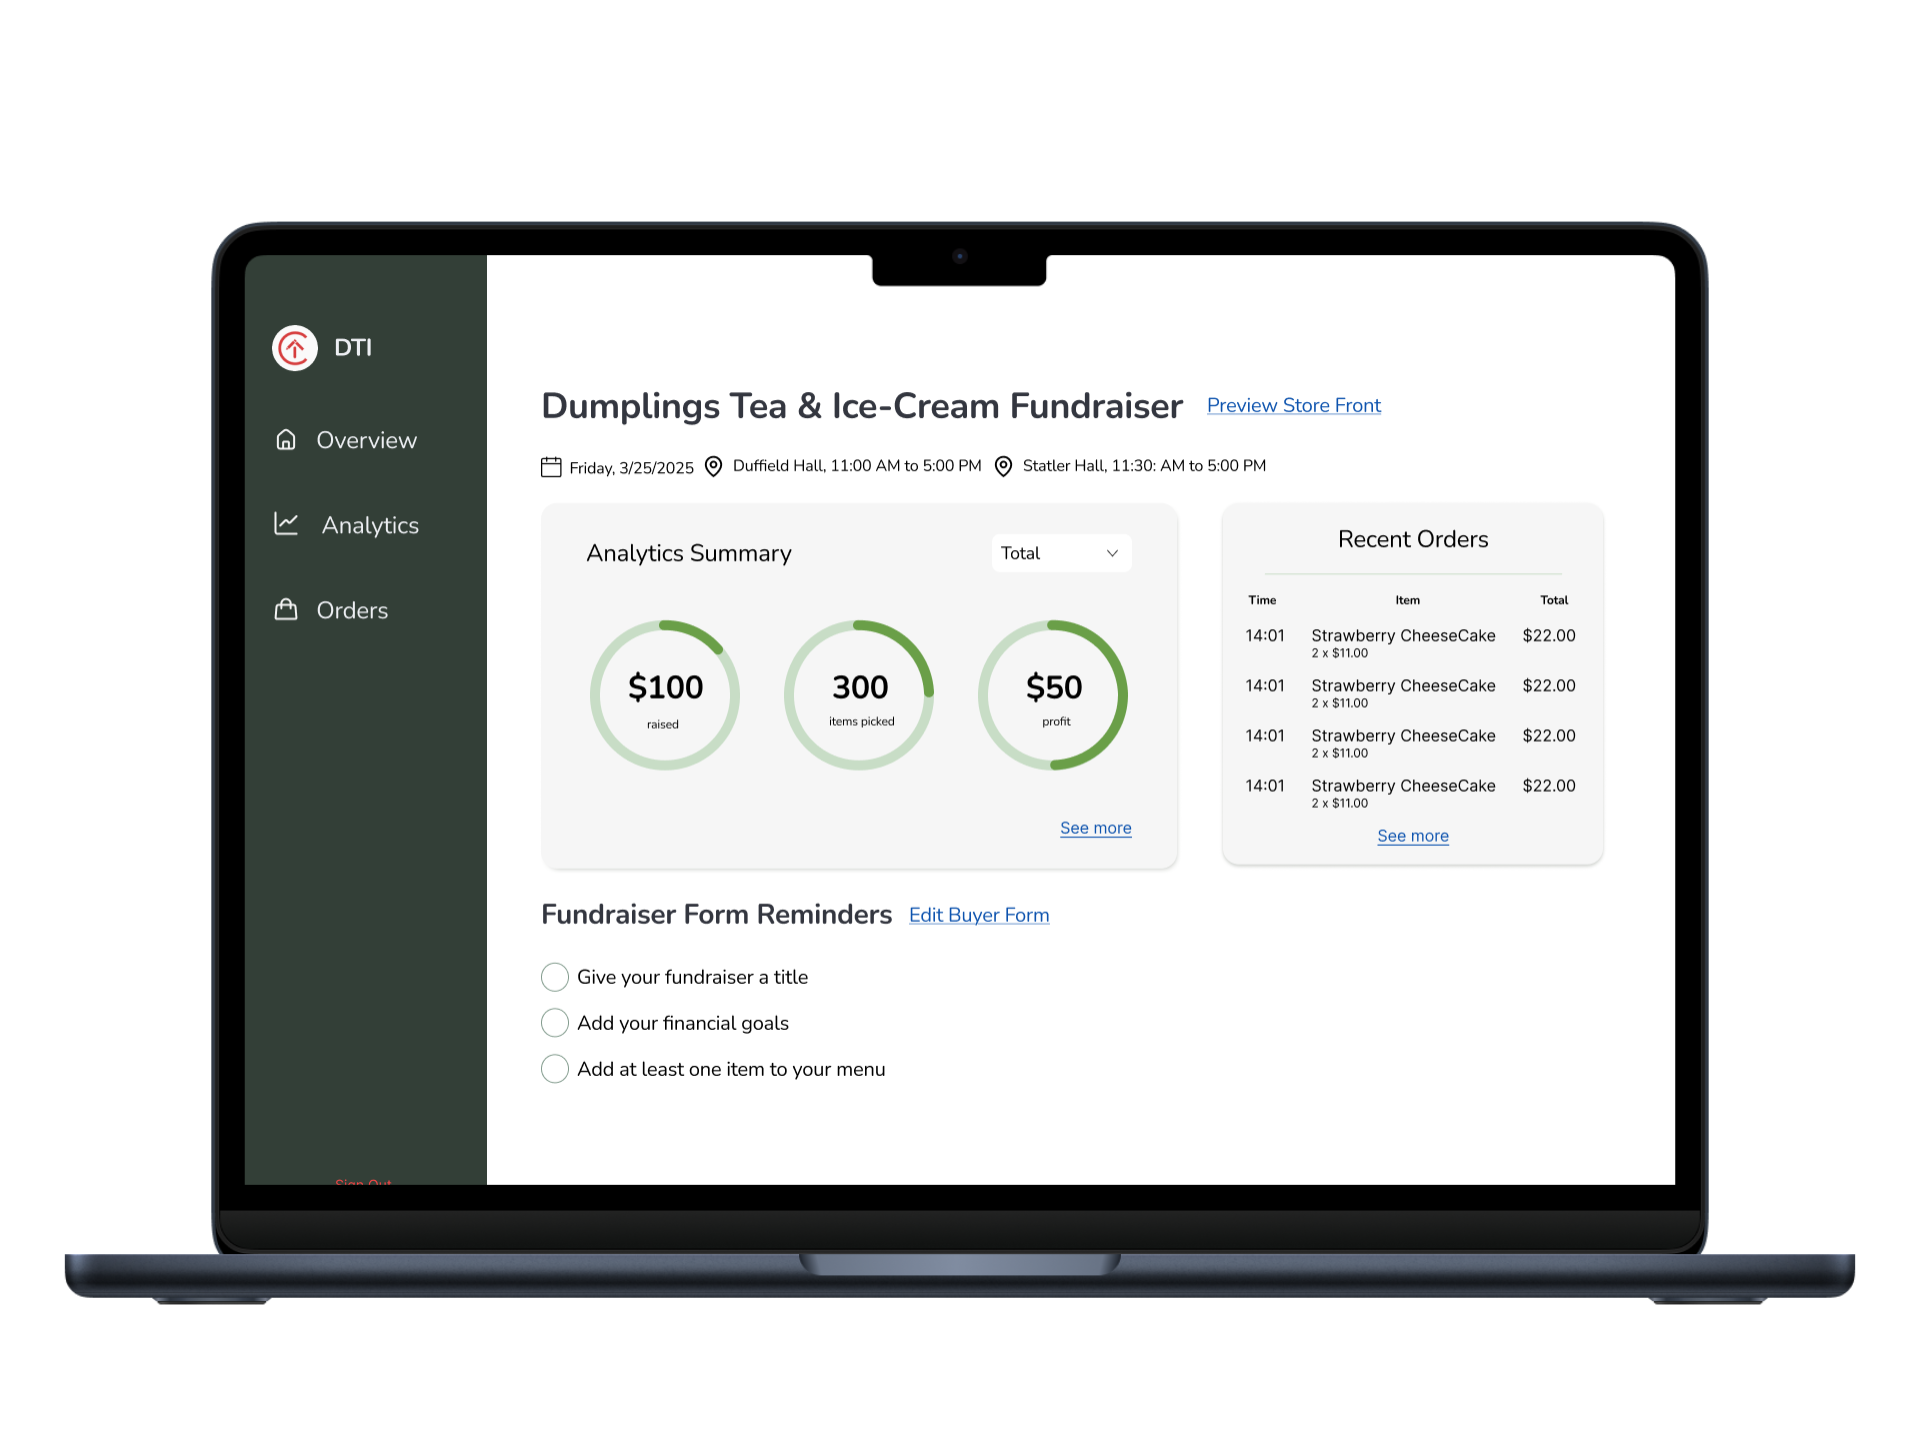 DTI
Overview
Analytics
Orders
Sign Out
Dumplings Tea & Ice-Cream Fundraiser Preview Store Front
Friday, 3/25/2025 Duffield Hall, 11:00 AM to 5:00 PM Statler Hall, 11:30: AM to 5:00 PM
Analytics Summary Total
$100 300 $50
raised items picked profit
See more
Recent Orders
Time Item Total
14:01 Strawberry CheeseCake $22.00
2 x $11.00
14:01 Strawberry CheeseCake $22.00
2 x $11.00
14:01 Strawberry CheeseCake $22.00
2 x $11.00
14:01 Strawberry CheeseCake $22.00
2 x $11.00
See more
Fundraiser Form Reminders Edit Buyer Form
Give your fundraiser a title
Add your financial goals
Add at least one item to your menu